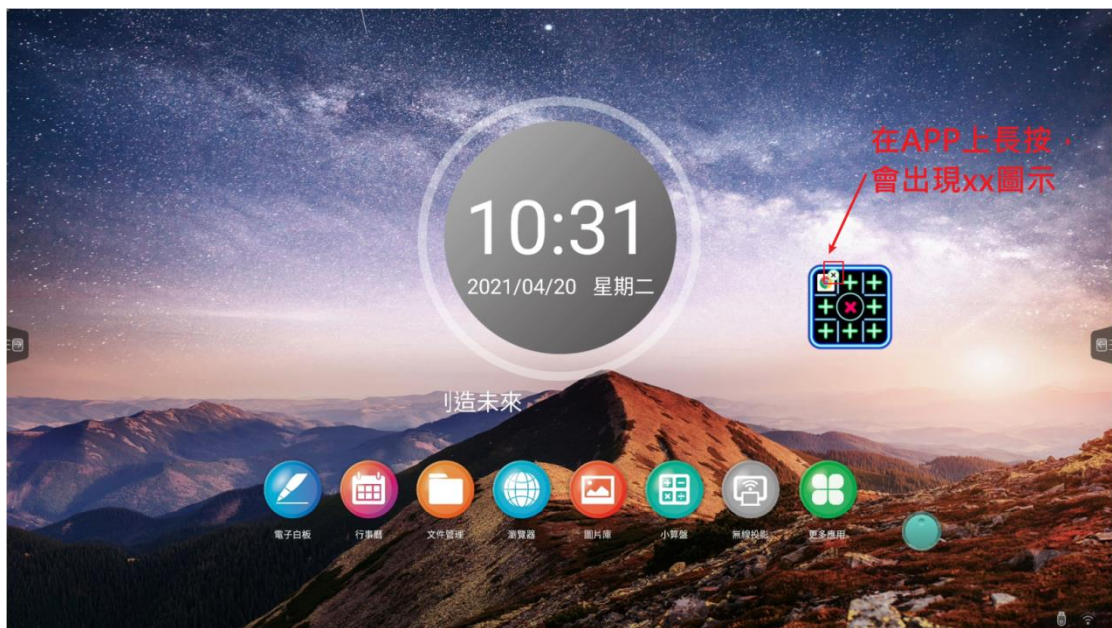 在APP上長按，
會出現xx圖示
10:31
2021/04/20 星期二
造未來
電子白板
行事曆
文件管理
瀏覽器
圖片庫
小算盤
無線投影
更多應用